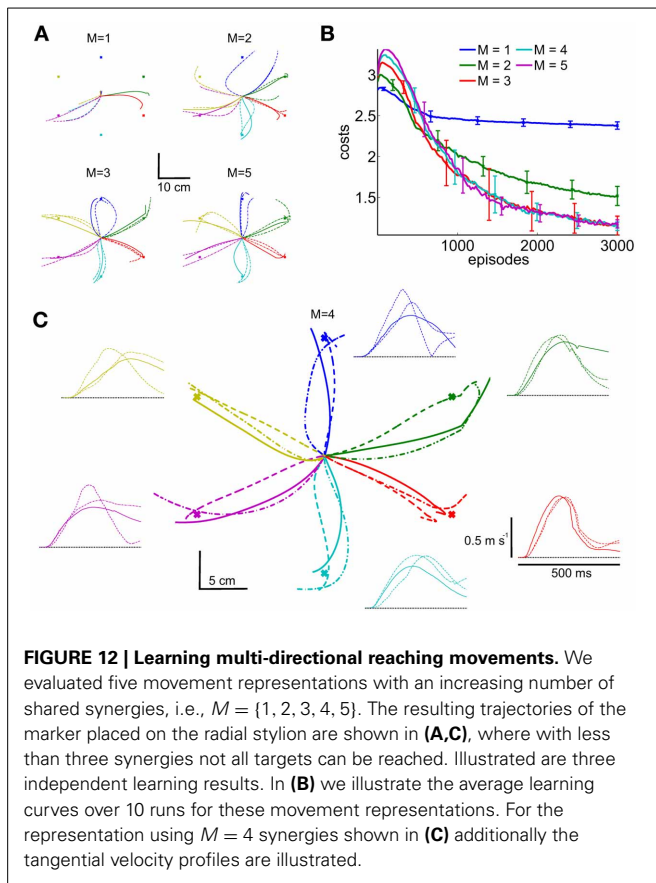 A
M=1
M=2
M=3
M=5
10 cm
B
M = 1
M = 2
M = 3
M = 4
M = 5
costs
3
2.5
2
1.5
1000
2000
3000
episodes
C
M=4
5 cm
0.5 m s⁻¹
500 ms
FIGURE 12 | Learning multi-directional reaching movements. We
evaluated five movement representations with an increasing number of
shared synergies, i.e., M = {1, 2, 3, 4, 5}. The resulting trajectories of the
marker placed on the radial stylion are shown in (A,C), where with less
than three synergies not all targets can be reached. Illustrated are three
independent learning results. In (B) we illustrate the average learning
curves over 10 runs for these movement representations. For the
representation using M = 4 synergies shown in (C) additionally the
tangential velocity profiles are illustrated.